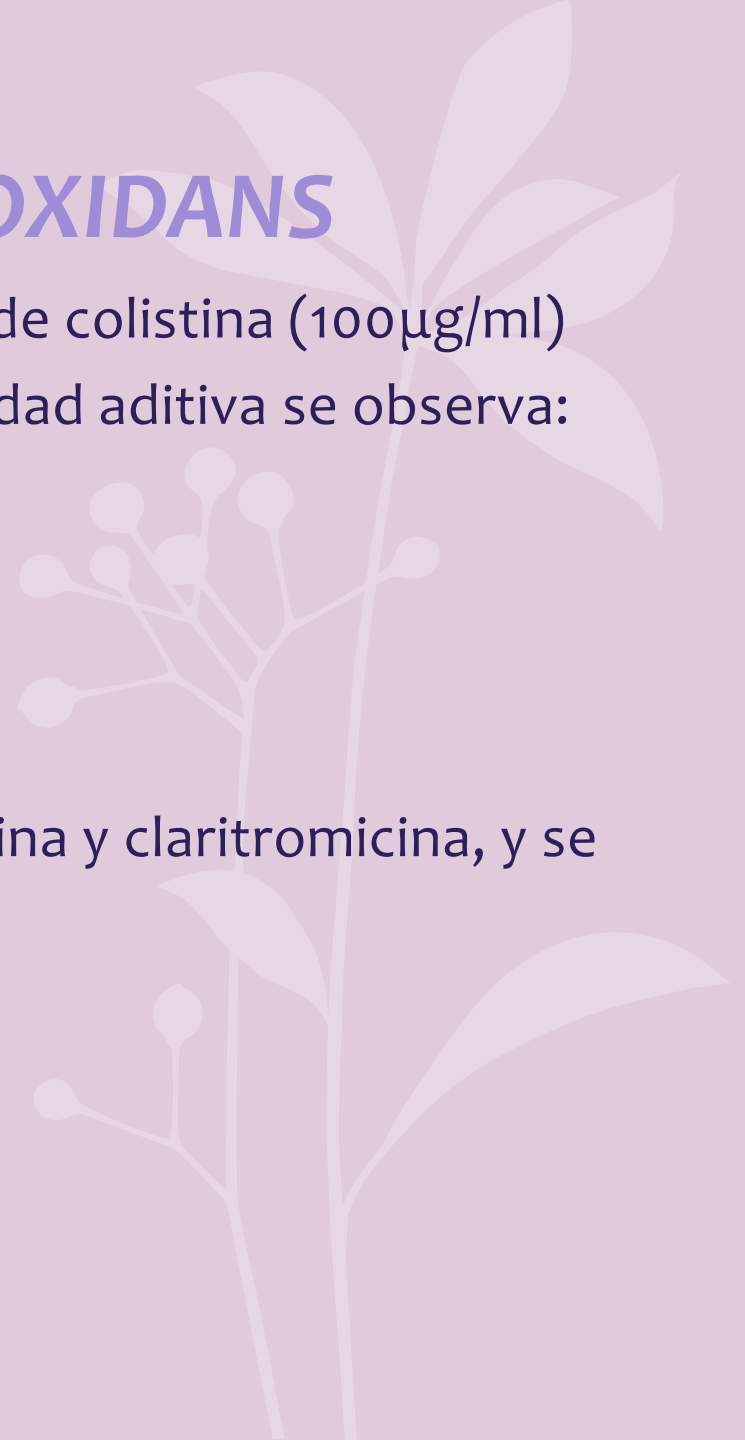 OXIDANS
de colistina (100µg/ml)
dad aditiva se observa:
ina y claritromicina, y se